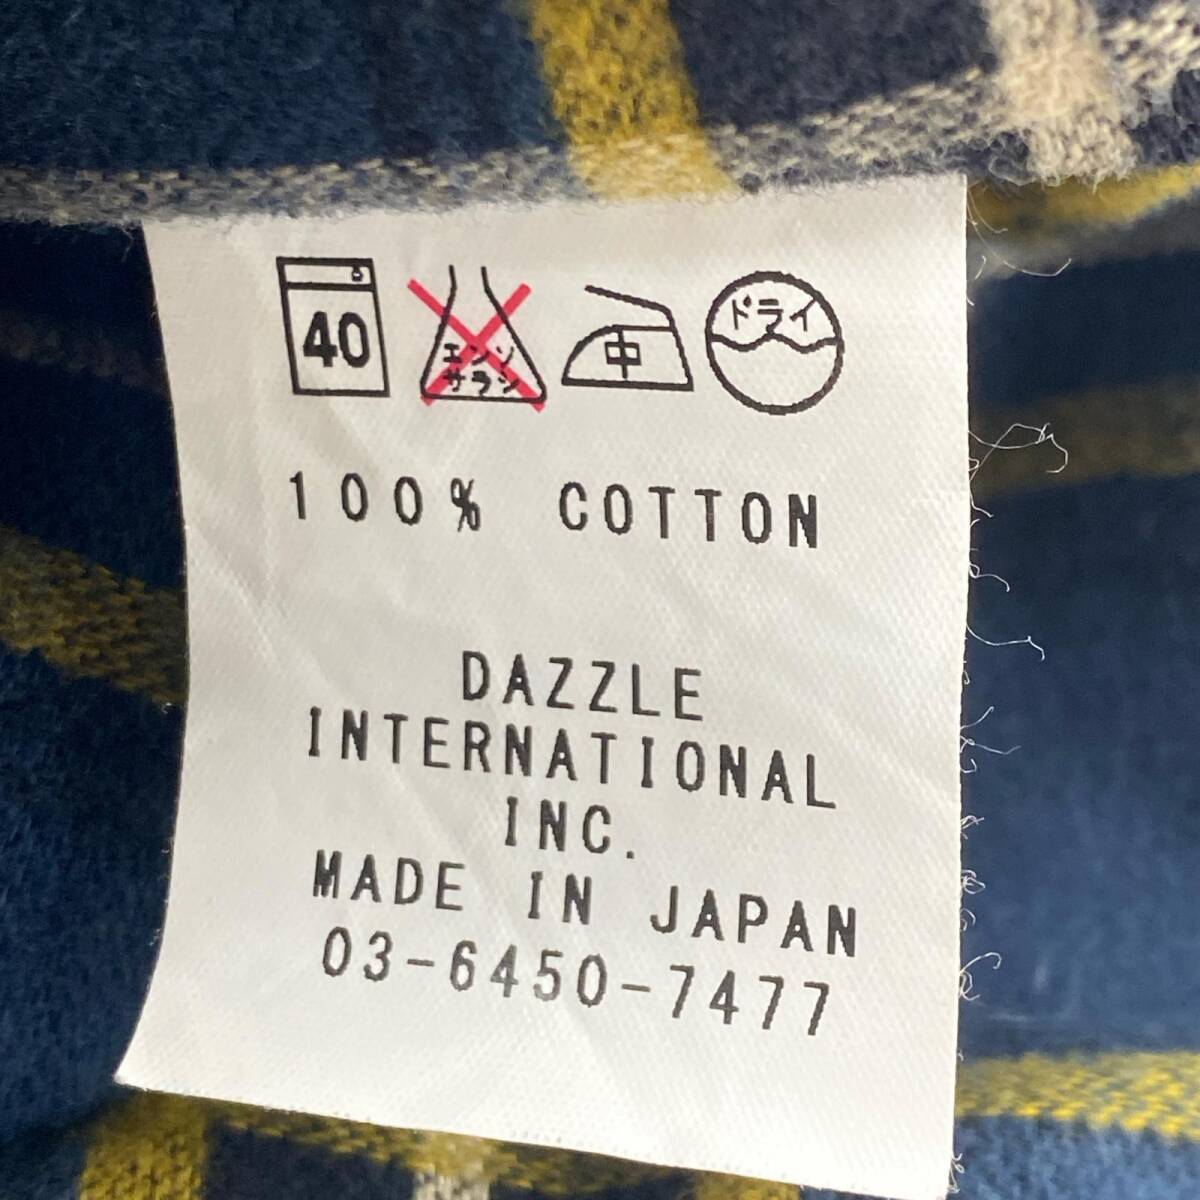 40 エンソ 中 ドライ
サラシ
100% COTTON
DAZZLE
INTERNATIONAL
INC.
MADE IN JAPAN
03-6450-7477